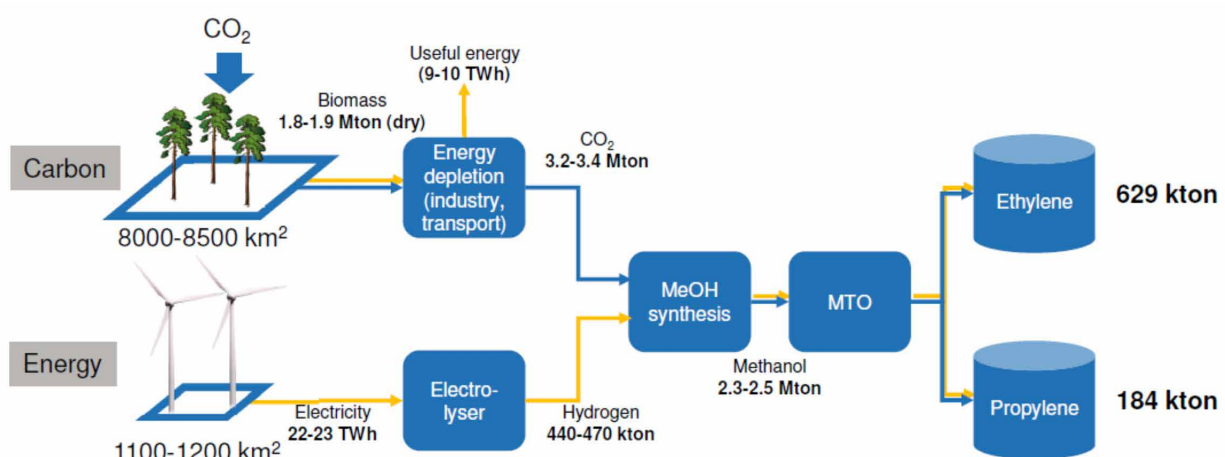 CO₂
Useful energy
(9-10 TWh)
Biomass
1.8-1.9 Mton (dry)
Carbon
Energy
depletion
(industry,
transport)
CO₂
3.2-3.4 Mton
Ethylene
629 kton
8000-8500 km²
MeOH
synthesis
MTO
Energy
Methanol
2.3-2.5 Mton
Electro-
lyser
Electricity
22-23 TWh
Hydrogen
440-470 kton
Propylene
184 kton
1100-1200 km²